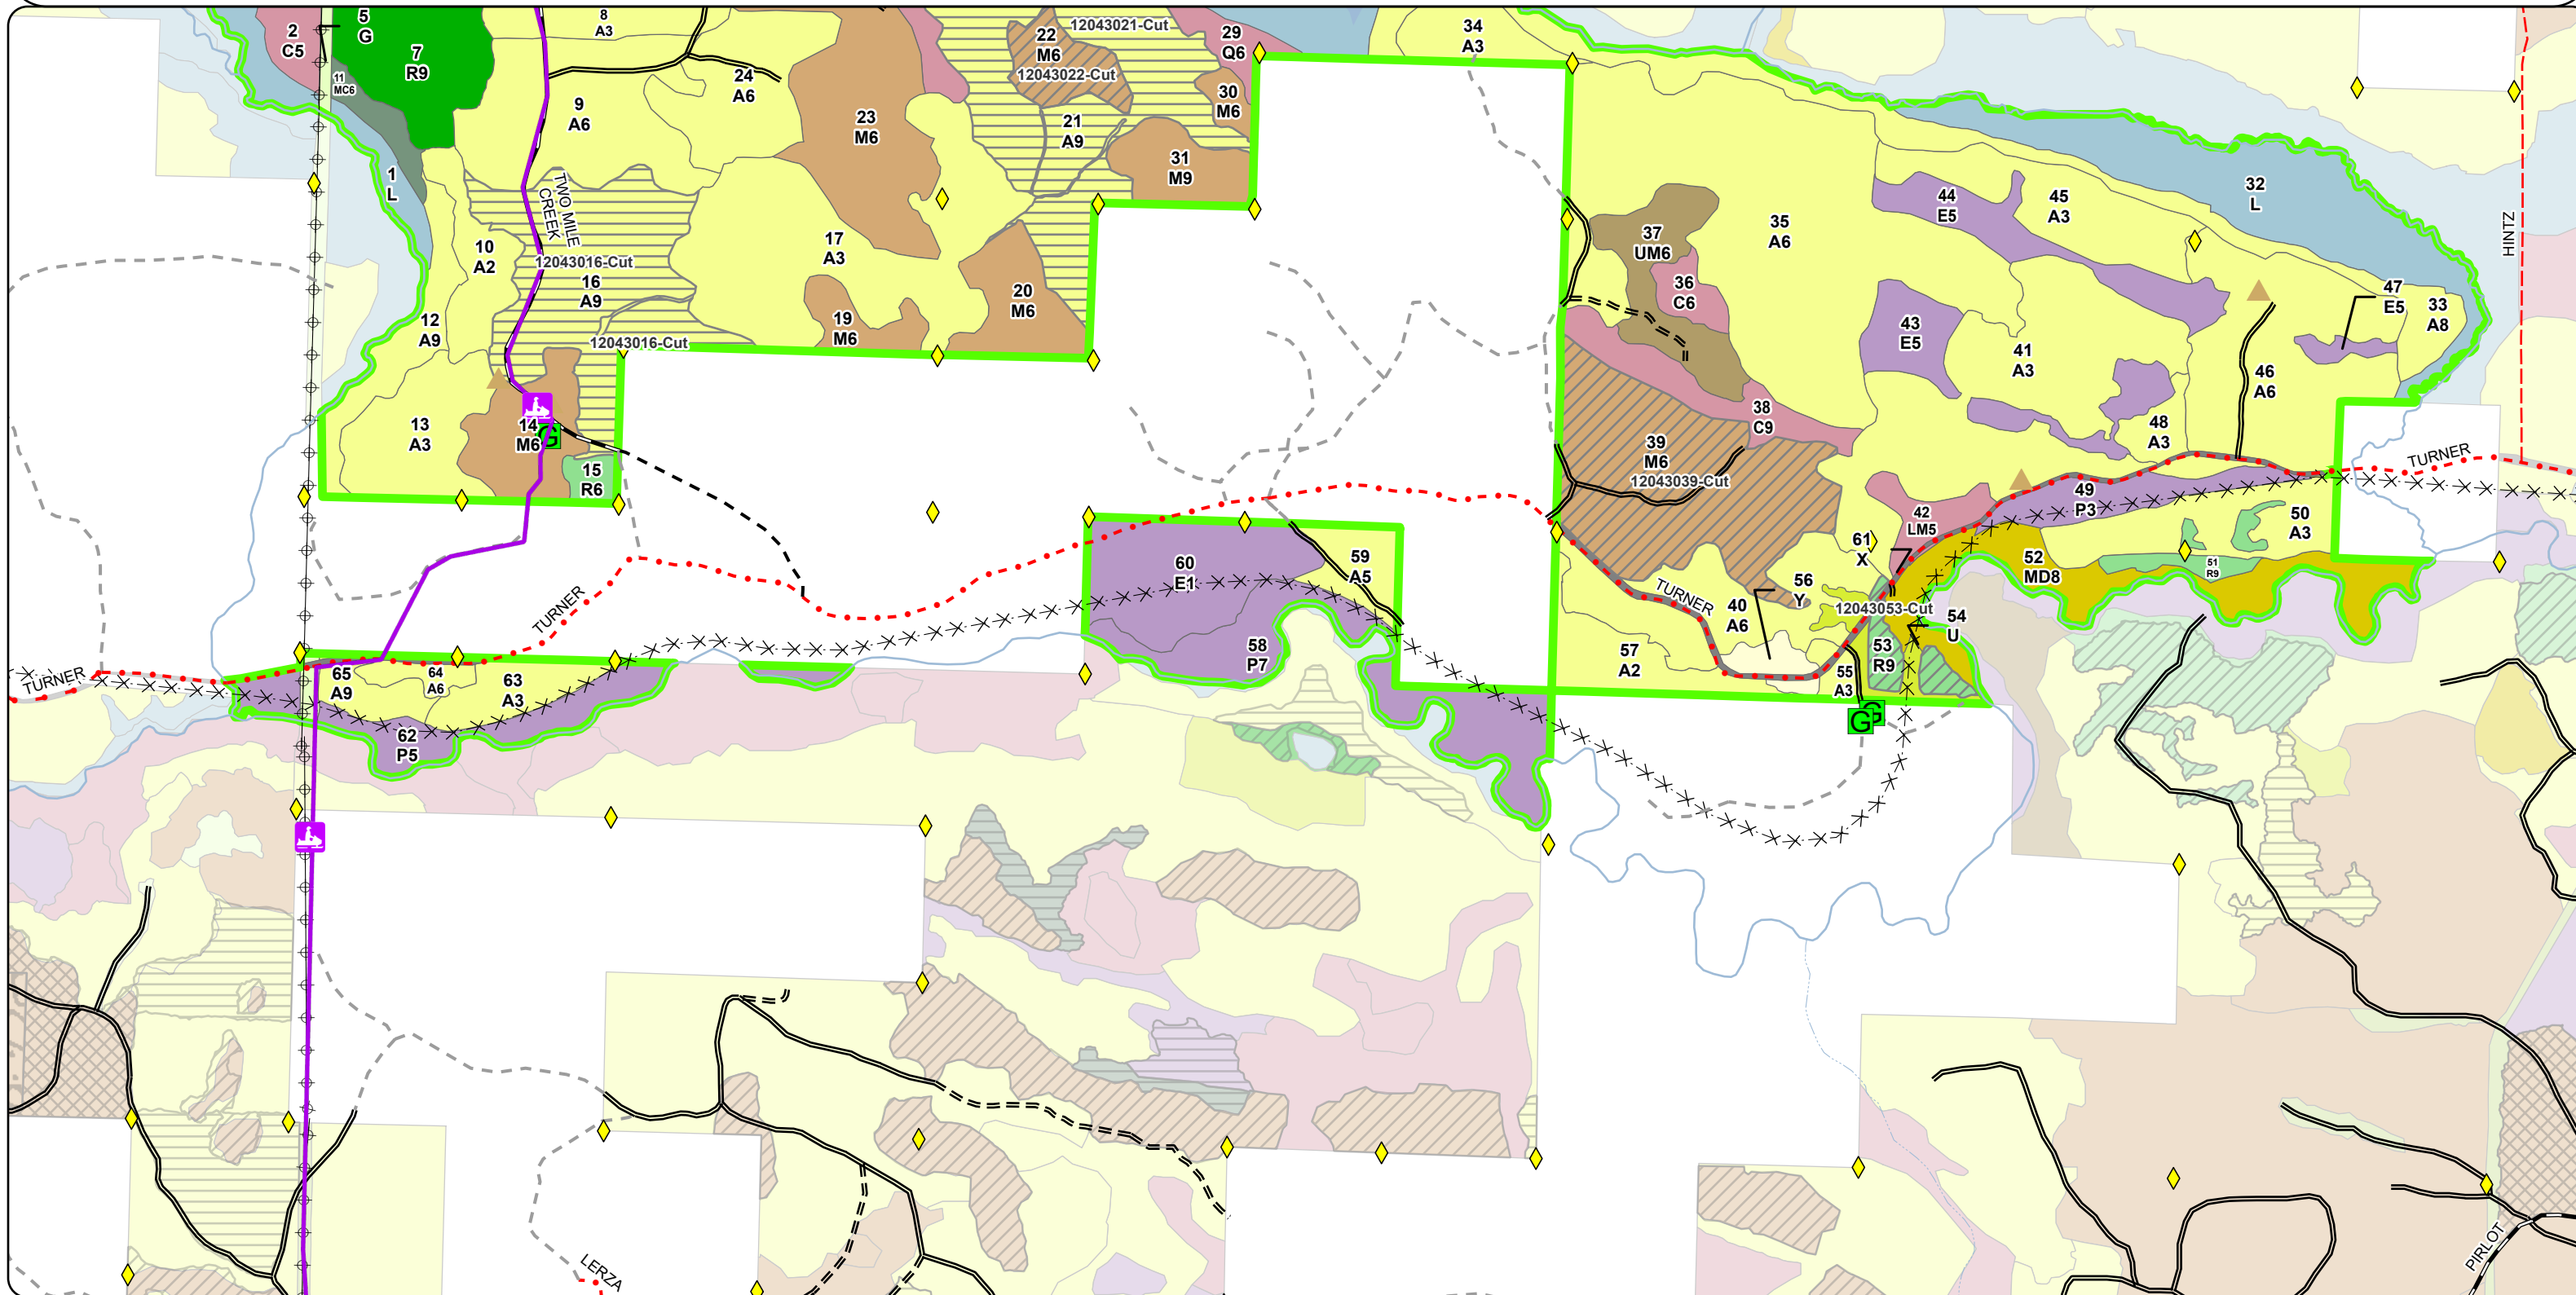 2
C5
5
G
7
R9
11
MC6
1
L
8
A3
9
A6
24
A6
23
M6
12043021-Cut
22
M6
12043022-Cut
21
A9
29
Q6
30
M6
31
M9
34
A3
TWO MILE
CREEK
10
A2
12043016-Cut
16
A9
12
A9
12043016-Cut
17
A3
19
M6
20
M6
13
A3
14
M6
G
15
R6
37
UM6
36
C6
35
A6
44
E5
45
A3
32
L
HINTZ
43
E5
41
A3
47
E5
33
A8
46
A6
48
A3
38
C9
39
M6
12043039-Cut
42
LM5
49
P3
TURNER
50
A3
51
R9
52
MD8
61
X
56
Y
40
A6
TURNER
12043053-Cut
54
U
53
R9
55
A3
57
A2
G
G
60
E1
59
A5
58
P7
TURNER
TURNER
65
A9
64
A6
63
A3
62
P5
LERZA
PIRLOT